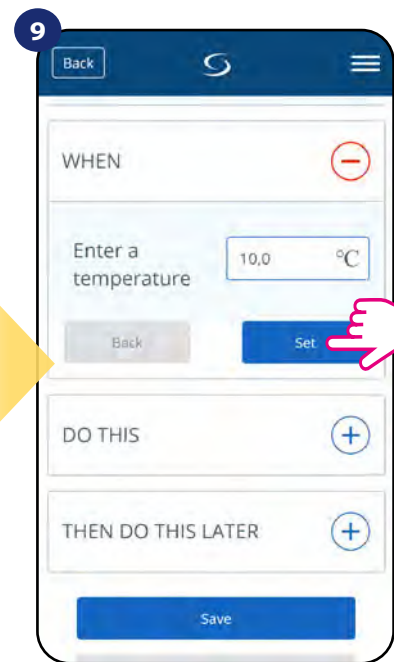 9
Back
WHEN
Enter a
temperature
10,0 °C
Back Set
DO THIS
THEN DO THIS LATER
Save